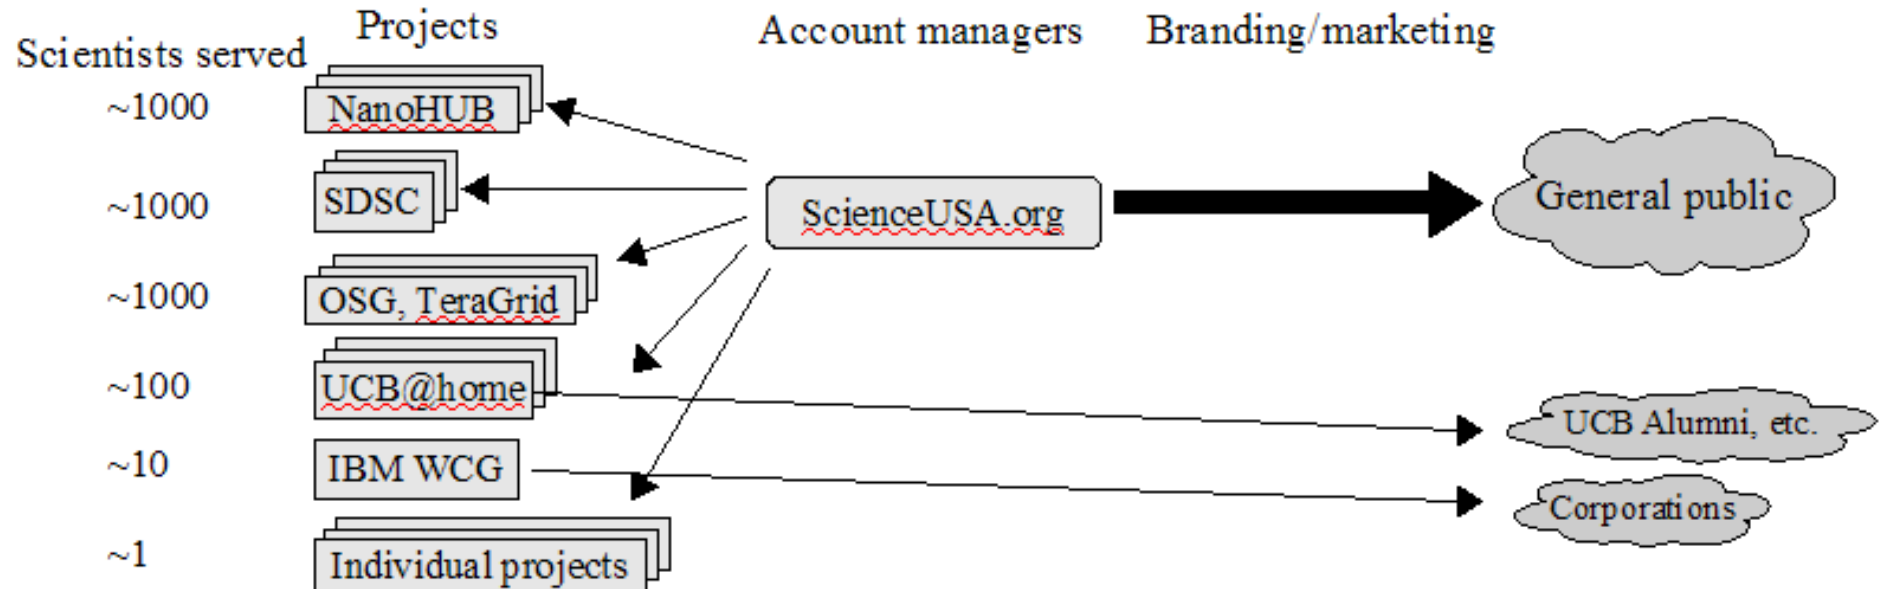 Scientists served
Projects
Account managers
Branding/marketing
~1000
NanoHUB
~1000
SDSC
ScienceUSA.org
General public
~1000
OSG, TeraGrid
~100
UCB@home
UCB Alumni, etc.
~10
IBM WCG
Corporations
~1
Individual projects